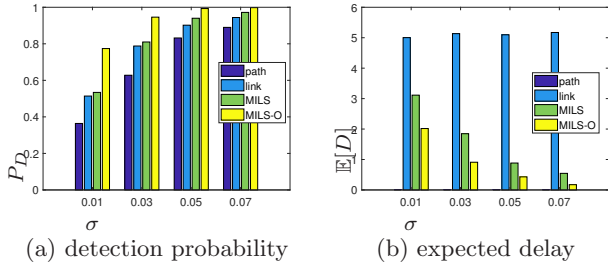 1
0.8
0.6
0.4
0.2
0
P_D
path
link
MILS
MILS-O
0.01 0.03 0.05 0.07
σ
(a) detection probability
6
5
4
3
2
1
0
𝔼[D]
path
link
MILS
MILS-O
0.01 0.03 0.05 0.07
σ
(b) expected delay